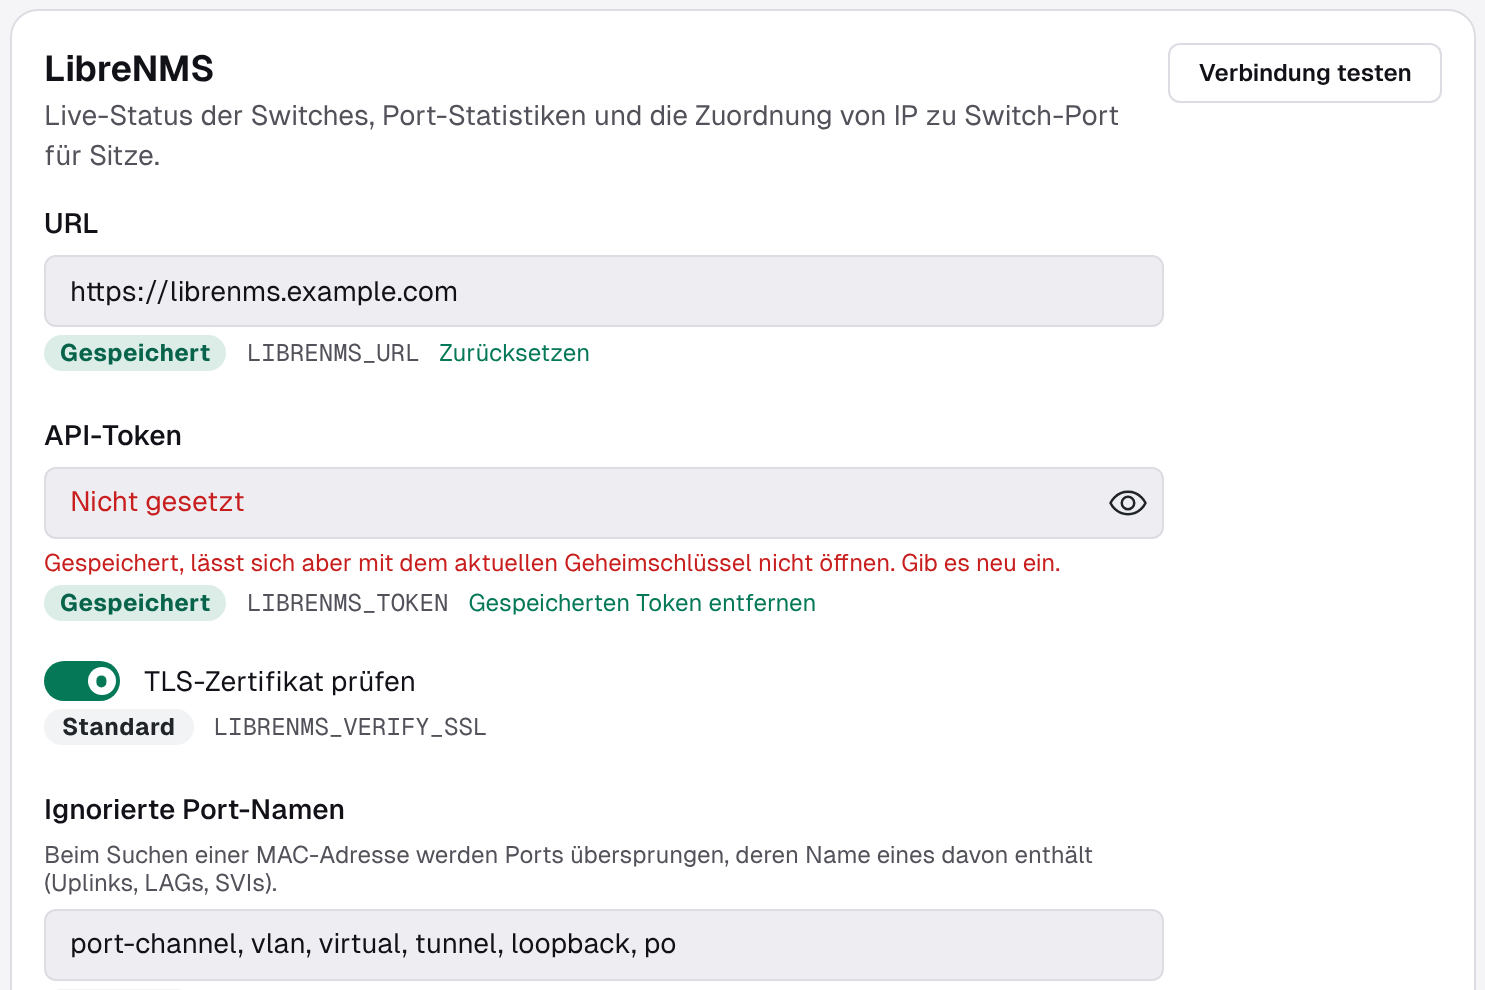 LibreNMS
Verbindung testen
Live-Status der Switches, Port-Statistiken und die Zuordnung von IP zu Switch-Port
für Sitze.
URL
https://librenms.example.com
Gespeichert LIBRENMS_URL Zurücksetzen
API-Token
Nicht gesetzt
Gespeichert, lässt sich aber mit dem aktuellen Geheimschlüssel nicht öffnen. Gib es neu ein.
Gespeichert LIBRENMS_TOKEN Gespeicherten Token entfernen
TLS-Zertifikat prüfen
Standard LIBRENMS_VERIFY_SSL
Ignorierte Port-Namen
Beim Suchen einer MAC-Adresse werden Ports übersprungen, deren Name eines davon enthält
(Uplinks, LAGs, SVIs).
port-channel, vlan, virtual, tunnel, loopback, po